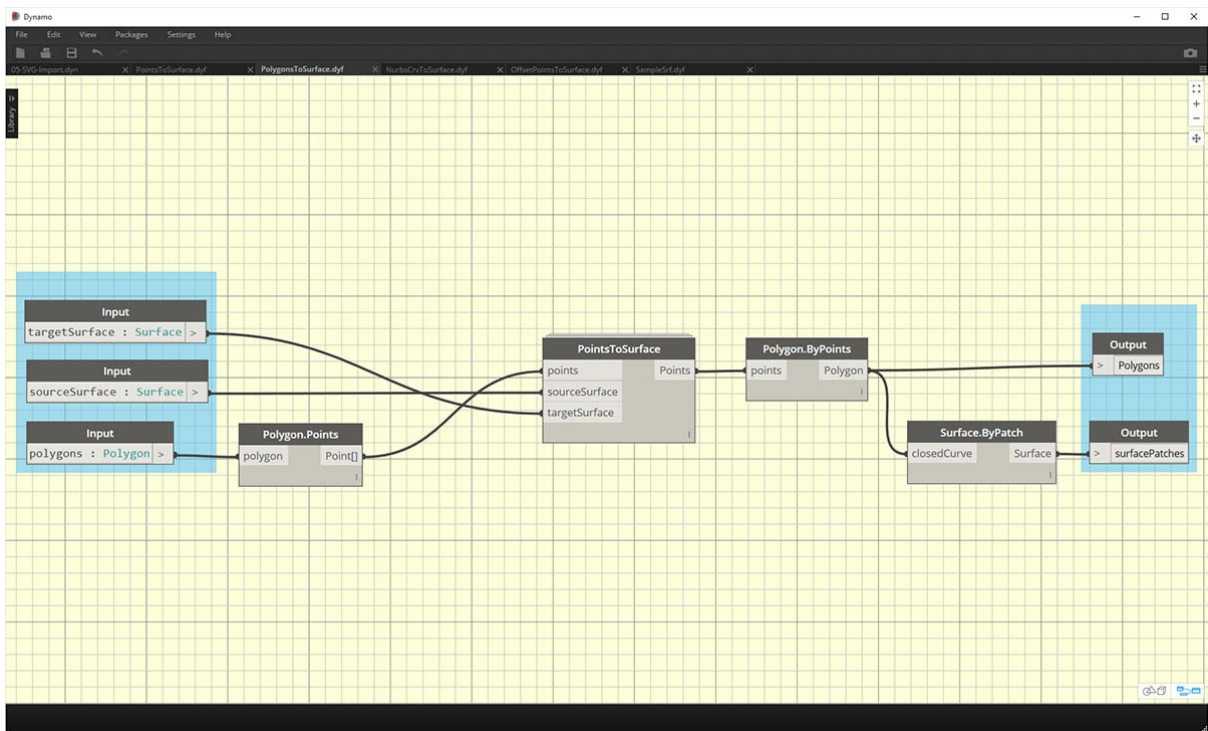 Dynamo
File Edit View Packages Settings Help
05-SVG-Import.dyn PointsToSurface.dyf PolygonsToSurface.dyf NurbsCrvToSurface.dyf OffsetPointsToSurface.dyf SampleSrf.dyf
Library
Input
targetSurface : Surface >
Input
sourceSurface : Surface >
Input
polygons : Polygon >
Polygon.Points
polygon Point[]
PointsToSurface
points Points
sourceSurface
targetSurface
Polygon.ByPoints
points Polygon
Surface.ByPatch
closedCurve Surface
Output
> Polygons
Output
> surfacePatches